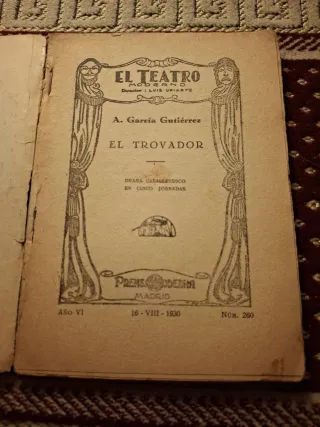 EL TEATRO
MODERNO
Director: LUIS URIARTE
A. García Gutiérrez
EL TROVADOR
DRAMA CABALLERESCO
EN CINCO JORNADAS
PRENSA MODERNA
MADRID
AÑO VI 16 - VIII - 1930 NÚM. 260